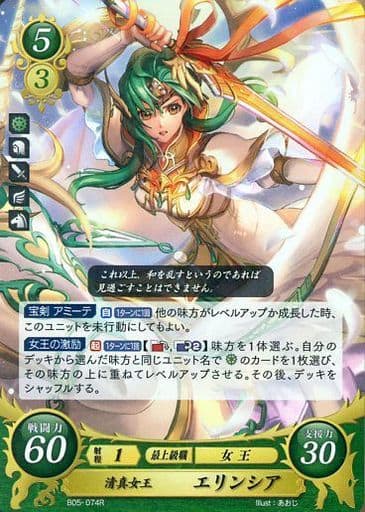 5
3
これ以上、和を乱すというのであれば
見過ごすことはできません。
宝剣 アミーテ 自 1ターンに1回 他の味方がレベルアップか成長した時、
このユニットを未行動にしてもよい。
女王の激励 起 1ターンに1回 【 1, 2】 味方を1体選ぶ。自分の
デッキから選んだ味方と同じユニット名で のカードを1枚選び、
その味方の上に重ねてレベルアップさせる。その後、デッキを
シャッフルする。
戦闘力
60
射程 1 最上級職 女王
支援力
30
清真女王 エリンシア
B05-074R
Illust：あおじ